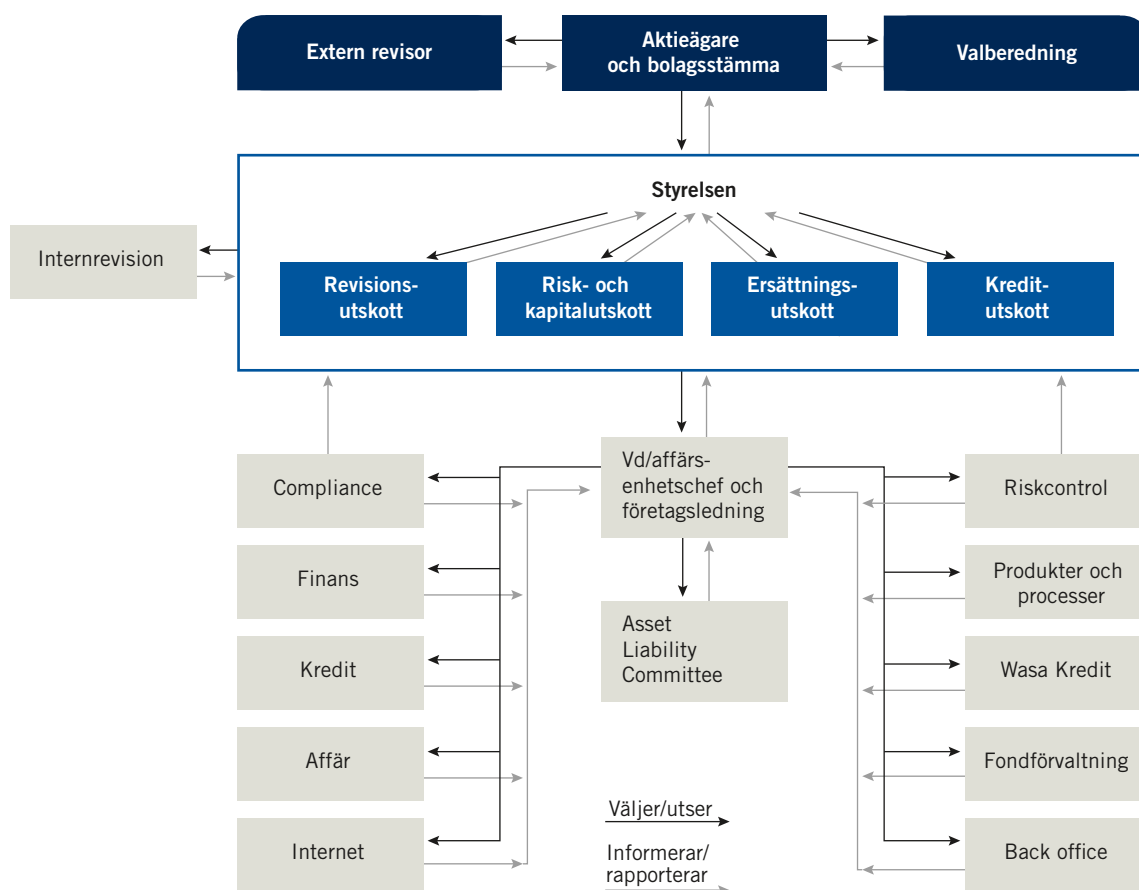 Extern revisor
Aktieägare
och bolagsstämma
Valberedning
Styrelsen
Internrevision
Revisions-
utskott
Risk- och
kapitalutskott
Ersättnings-
utskott
Kredit-
utskott
Compliance
Vd/affärs-
enhetschef och
företagsledning
Riskcontrol
Finans
Produkter och
processer
Asset
Liability
Committee
Kredit
Wasa Kredit
Affär
Fondförvaltning
Väljer/utser
Internet
Informerar/
rapporterar
Back office